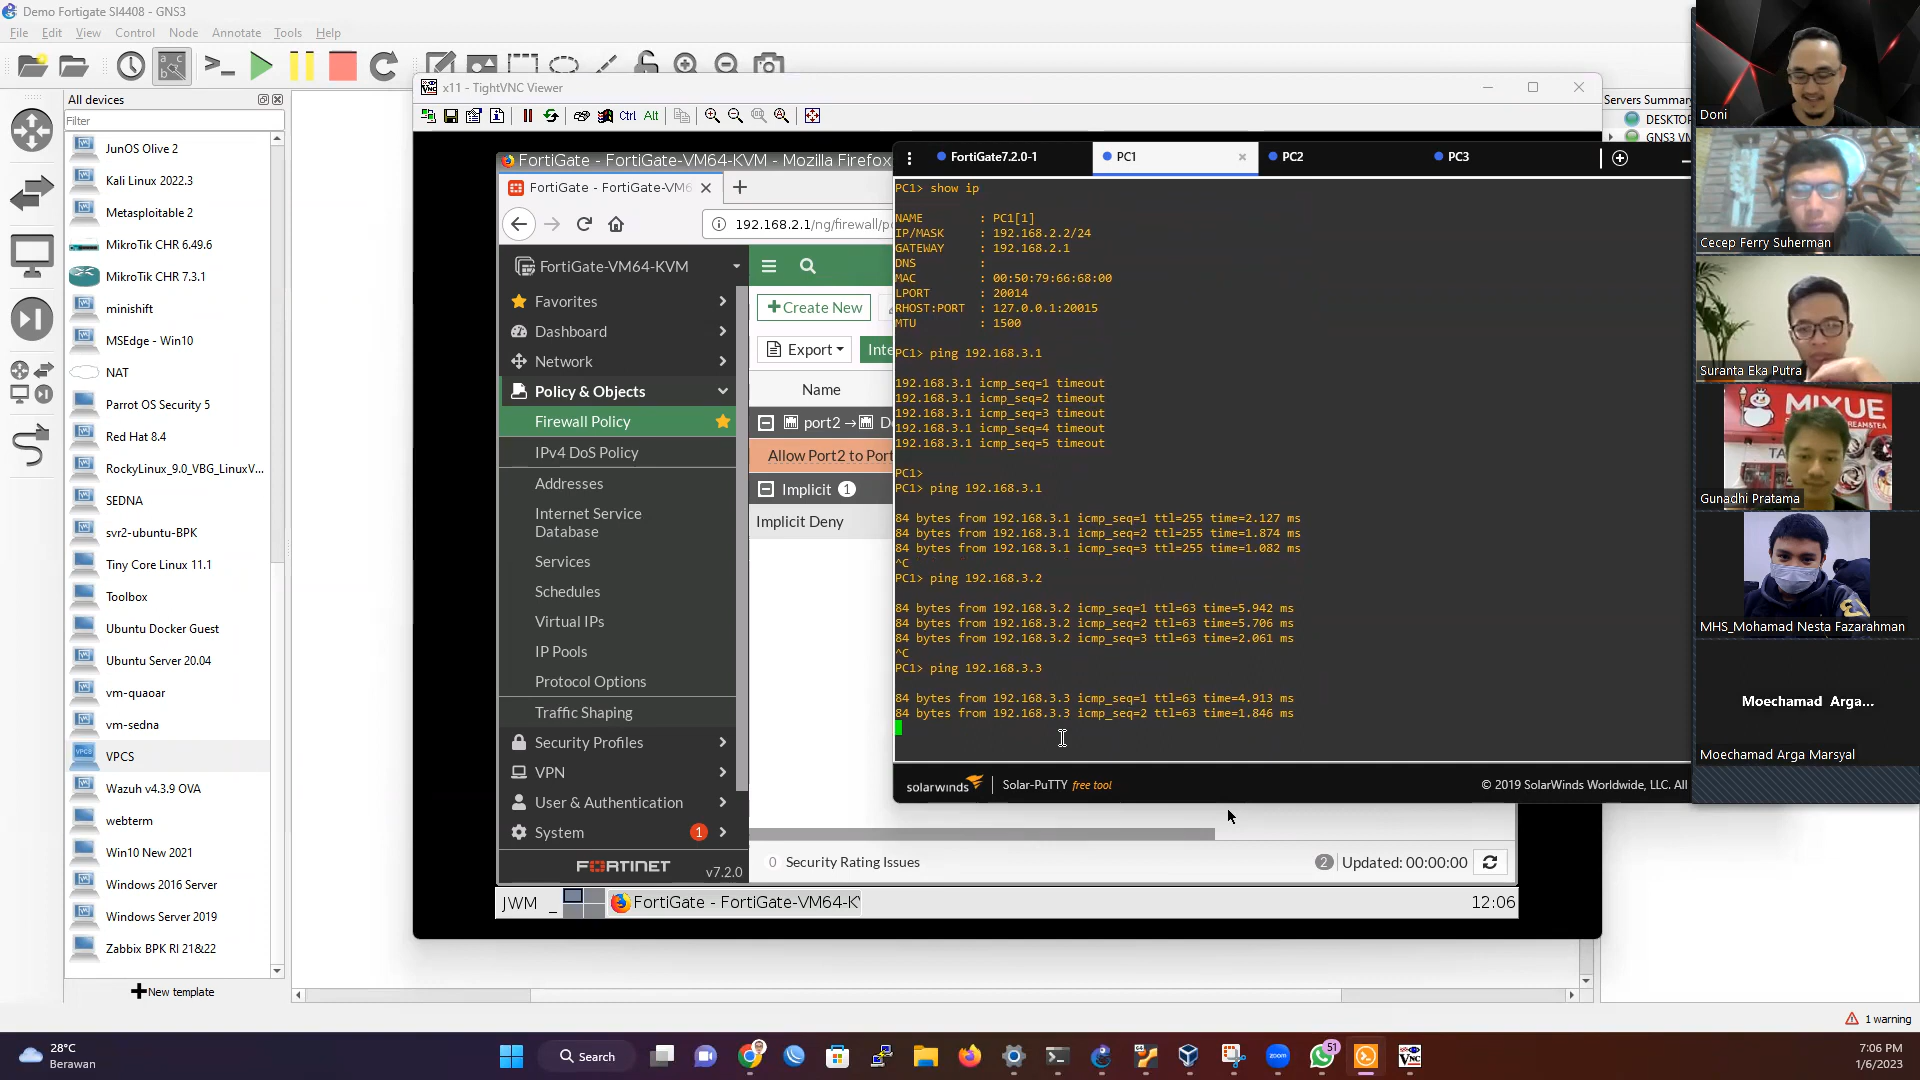 Demo Fortigate SI4408 - GNS3
File Edit View Control Node Annotate Tools Help
All devices
Filter
JunOS Olive 2
Kali Linux 2022.3
Metasploitable 2
MikroTik CHR 6.49.6
MikroTik CHR 7.3.1
minishift
MSEdge - Win10
NAT
Parrot OS Security 5
Red Hat 8.4
RockyLinux_9.0_VBG_LinuxV...
SEDNA
svr2-ubuntu-BPK
Tiny Core Linux 11.1
Toolbox
Ubuntu Docker Guest
Ubuntu Server 20.04
vm-quaoar
vm-sedna
VPCS
Wazuh v4.3.9 OVA
webterm
Win10 New 2021
Windows 2016 Server
Windows Server 2019
Zabbix BPK RI 21&22
New template
x11 - TightVNC Viewer
Ctrl Alt
FortiGate - FortiGate-VM64-KVM - Mozilla Firefox
FortiGate - FortiGate-VM6
192.168.2.1/ng/firewall/po
FortiGate-VM64-KVM
Favorites
Dashboard
Network
Policy & Objects
Firewall Policy
IPv4 DoS Policy
Addresses
Internet Service
Database
Services
Schedules
Virtual IPs
IP Pools
Protocol Options
Traffic Shaping
Security Profiles
VPN
User & Authentication
System 1
FORTINET v7.2.0
Create New
Export Inte
Name
port2 → D
Allow Port2 to Port
Implicit 1
Implicit Deny
0 Security Rating Issues
2 Updated: 00:00:00
JWM _ FortiGate - FortiGate-VM64-KV 12:06
FortiGate7.2.0-1 PC1 PC2 PC3
PC1> show ip
NAME : PC1[1]
IP/MASK : 192.168.2.2/24
GATEWAY : 192.168.2.1
DNS :
MAC : 00:50:79:66:68:00
LPORT : 20014
RHOST:PORT : 127.0.0.1:20015
MTU : 1500
PC1> ping 192.168.3.1
192.168.3.1 icmp_seq=1 timeout
192.168.3.1 icmp_seq=2 timeout
192.168.3.1 icmp_seq=3 timeout
192.168.3.1 icmp_seq=4 timeout
192.168.3.1 icmp_seq=5 timeout
PC1>
PC1> ping 192.168.3.1
84 bytes from 192.168.3.1 icmp_seq=1 ttl=255 time=2.127 ms
84 bytes from 192.168.3.1 icmp_seq=2 ttl=255 time=1.874 ms
84 bytes from 192.168.3.1 icmp_seq=3 ttl=255 time=1.082 ms
^C
PC1> ping 192.168.3.2
84 bytes from 192.168.3.2 icmp_seq=1 ttl=63 time=5.942 ms
84 bytes from 192.168.3.2 icmp_seq=2 ttl=63 time=5.706 ms
84 bytes from 192.168.3.2 icmp_seq=3 ttl=63 time=2.061 ms
^C
PC1> ping 192.168.3.3
84 bytes from 192.168.3.3 icmp_seq=1 ttl=63 time=4.913 ms
84 bytes from 192.168.3.3 icmp_seq=2 ttl=63 time=1.846 ms
solarwinds Solar-PuTTY free tool © 2019 SolarWinds Worldwide, LLC. All
Servers Summary
DESKTOP
GNS3 VM
Doni
Cecep Ferry Suherman
Suranta Eka Putra
MIXUE
Gunadhi Pratama
MHS_Mohamad Nesta Fazarahman
Moechamad Arga...
Moechamad Arga Marsyal
1 warning
28°C
Berawan
Search
zoom
51
7:06 PM
1/6/2023